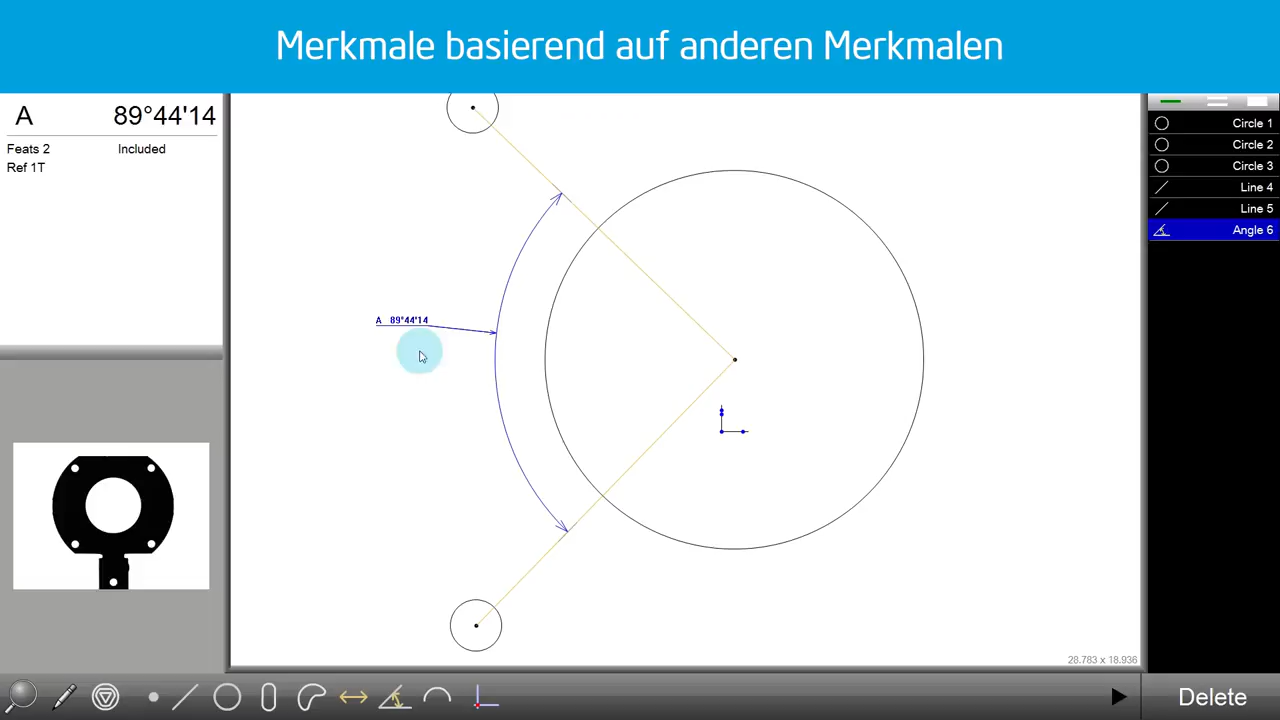 Merkmale basierend auf anderen Merkmalen
A 89°44'14
Feats 2 Included
Ref 1T
A 89°44'14
28.783 x 18.936
Circle 1
Circle 2
Circle 3
Line 4
Line 5
Angle 6
Delete